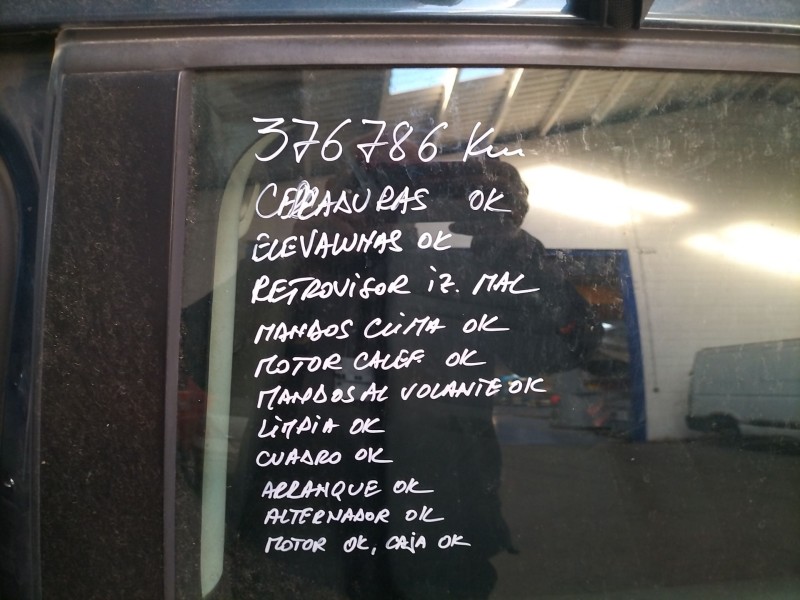 376786 Km
CERRADURAS OK
ELEVALUNAS OK
RETROVISOR IZ. MAL
MANDOS CLIMA OK
MOTOR CALEF OK
MANDOS AL VOLANTE OK
LIMPIA OK
CUADRO OK
ARRANQUE OK
ALTERNADOR OK
MOTOR OK, CAJA OK